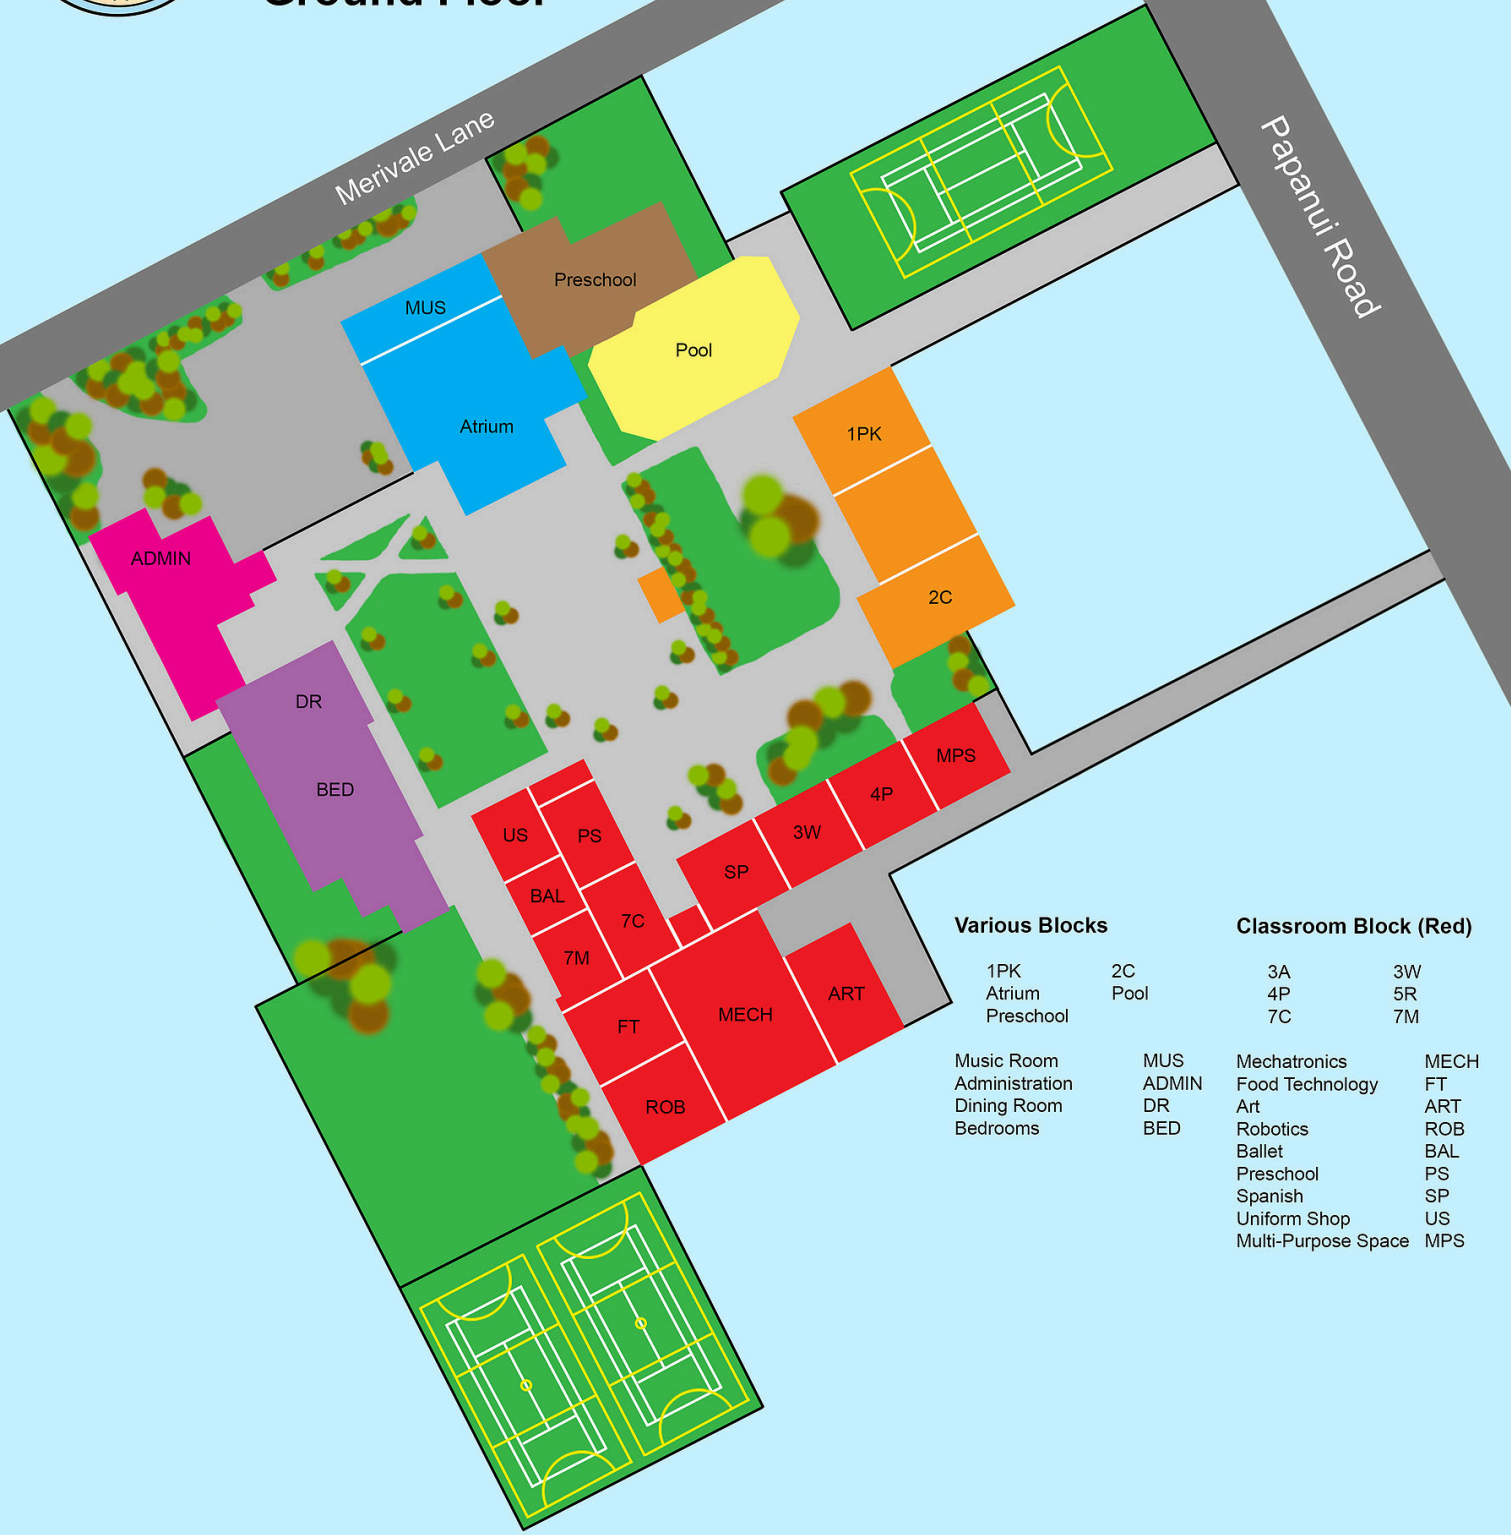 Ground Floor
Merivale Lane
Papanui Road
Preschool
MUS
Pool
Atrium
1PK
ADMIN
2C
DR
MPS
BED
4P
US
PS
3W
SP
BAL
7C
7M
ART
MECH
FT
ROB
Various Blocks
1PK 2C
Atrium Pool
Preschool
Music Room MUS
Administration ADMIN
Dining Room DR
Bedrooms BED
Classroom Block (Red)
3A 3W
4P 5R
7C 7M
Mechatronics MECH
Food Technology FT
Art ART
Robotics ROB
Ballet BAL
Preschool PS
Spanish SP
Uniform Shop US
Multi-Purpose Space MPS